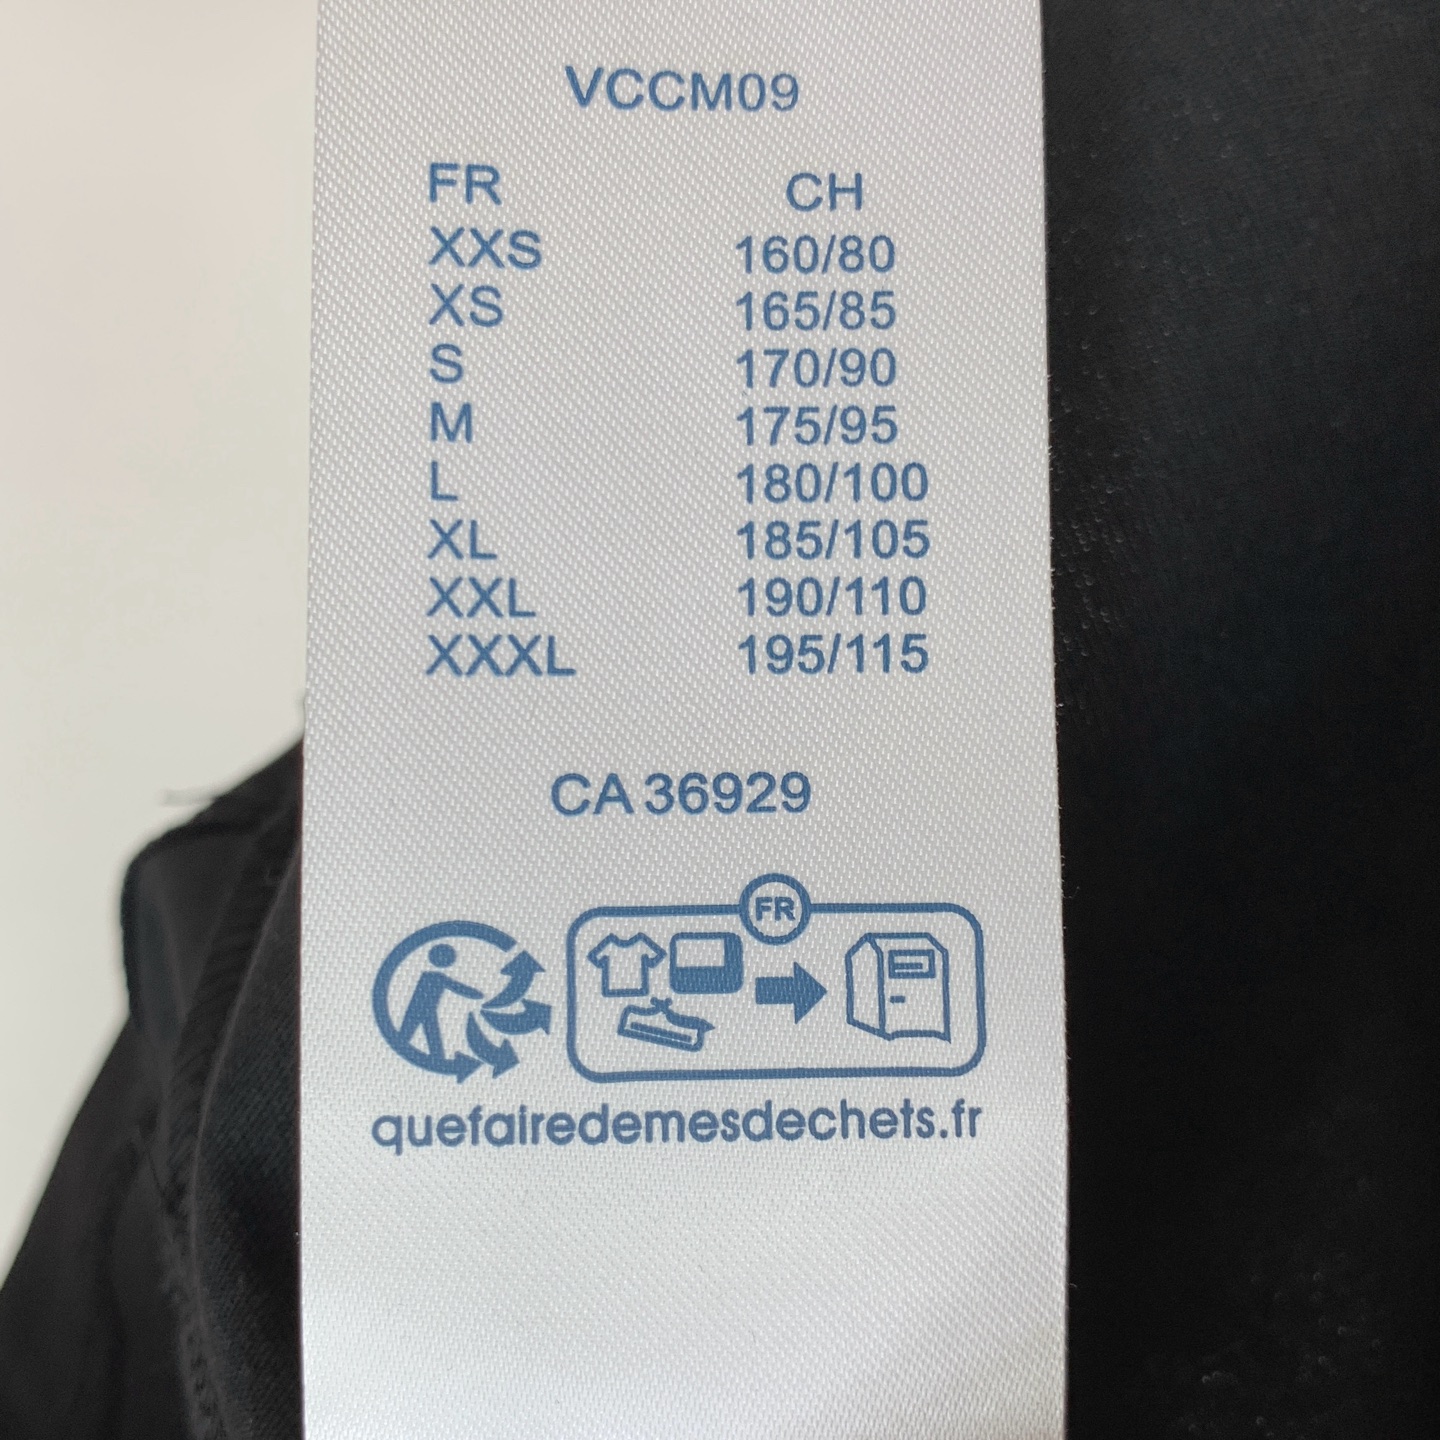 VCCM09
FR CH
XXS 160/80
XS 165/85
S 170/90
M 175/95
L 180/100
XL 185/105
XXL 190/110
XXXL 195/115
CA 36929
FR
quefairedemesdechets.fr